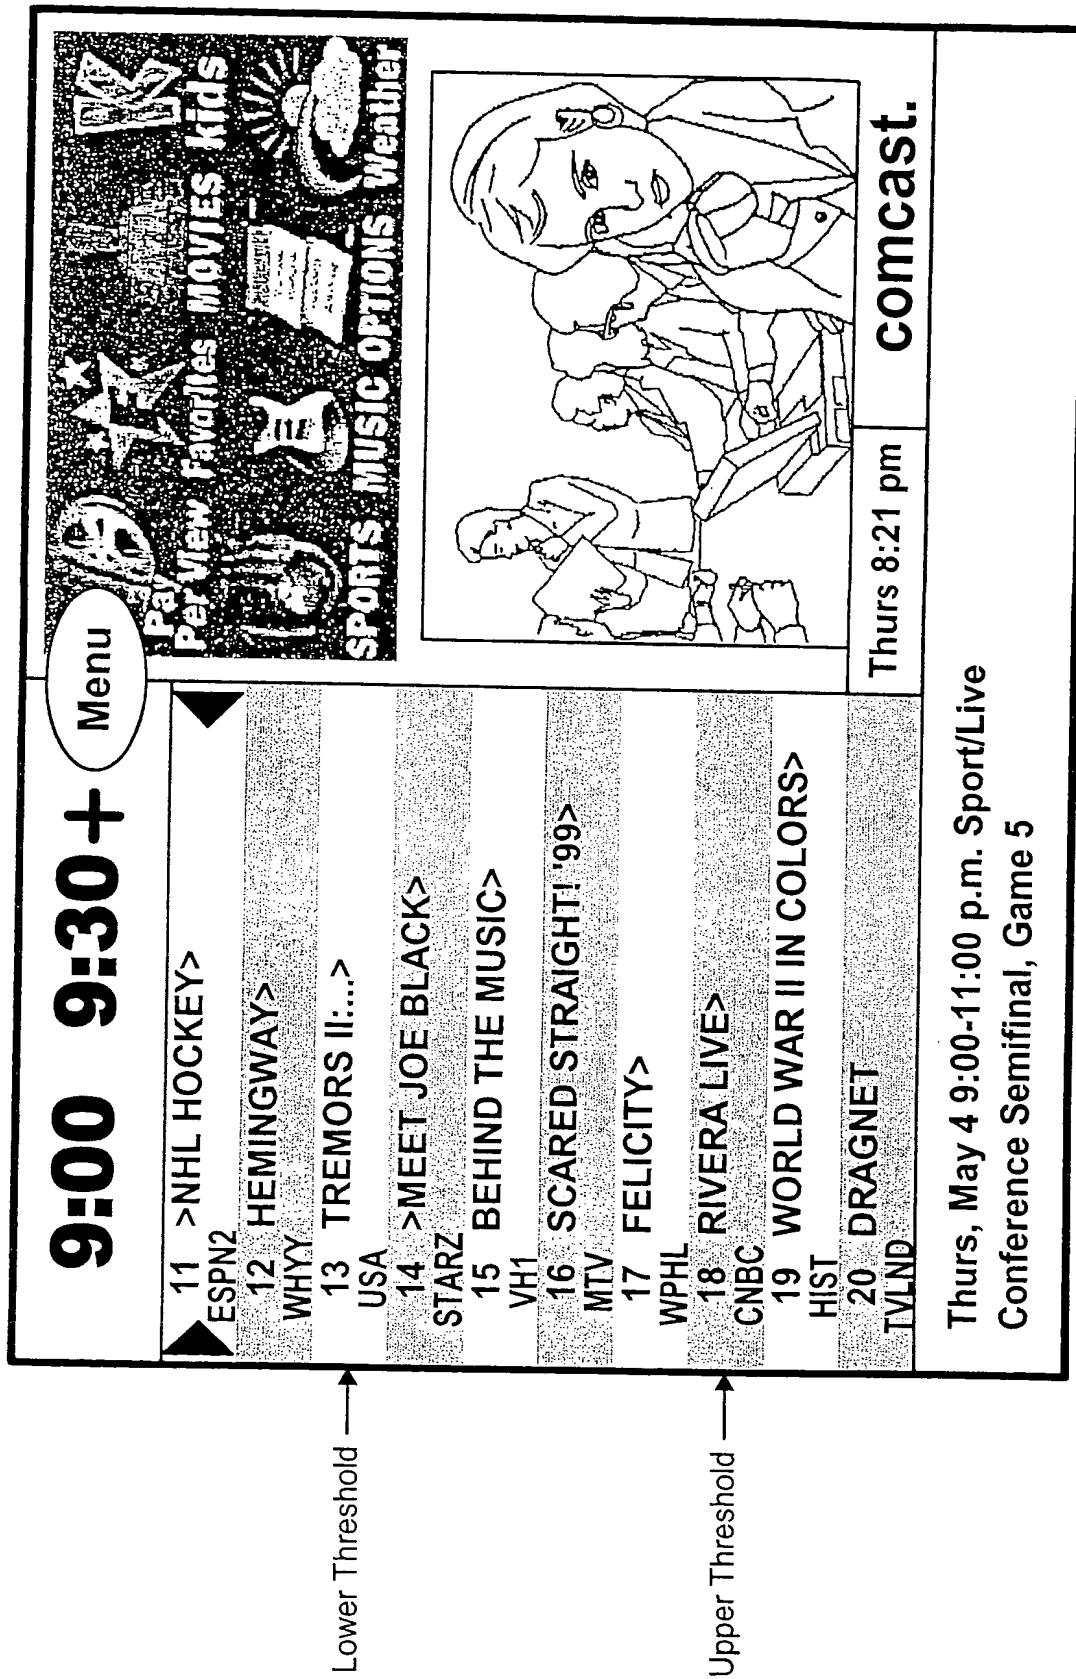 9:00 9:30+
Menu
11 >NHL HOCKEY>
ESPN2
12 HEMINGWAY>
WHYY
13 TREMORS II:...>
USA
14 >MEET JOE BLACK>
STARZ
15 BEHIND THE MUSIC>
VH1
16 SCARED STRAIGHT! '99>
MTV
17 FELICITY>
WPHL
18 RIVERA LIVE>
CNBC
19 WORLD WAR II IN COLORS>
HIST
20 DRAGNET
TVLND
Lower Threshold
Upper Threshold
K
Pay
Per View Favorites MOVIES Kids
SPORTS MUSIC OPTIONS Weather
Thurs 8:21 pm
comcast.
Thurs, May 4 9:00-11:00 p.m. Sport/Live
Conference Semifinal, Game 5